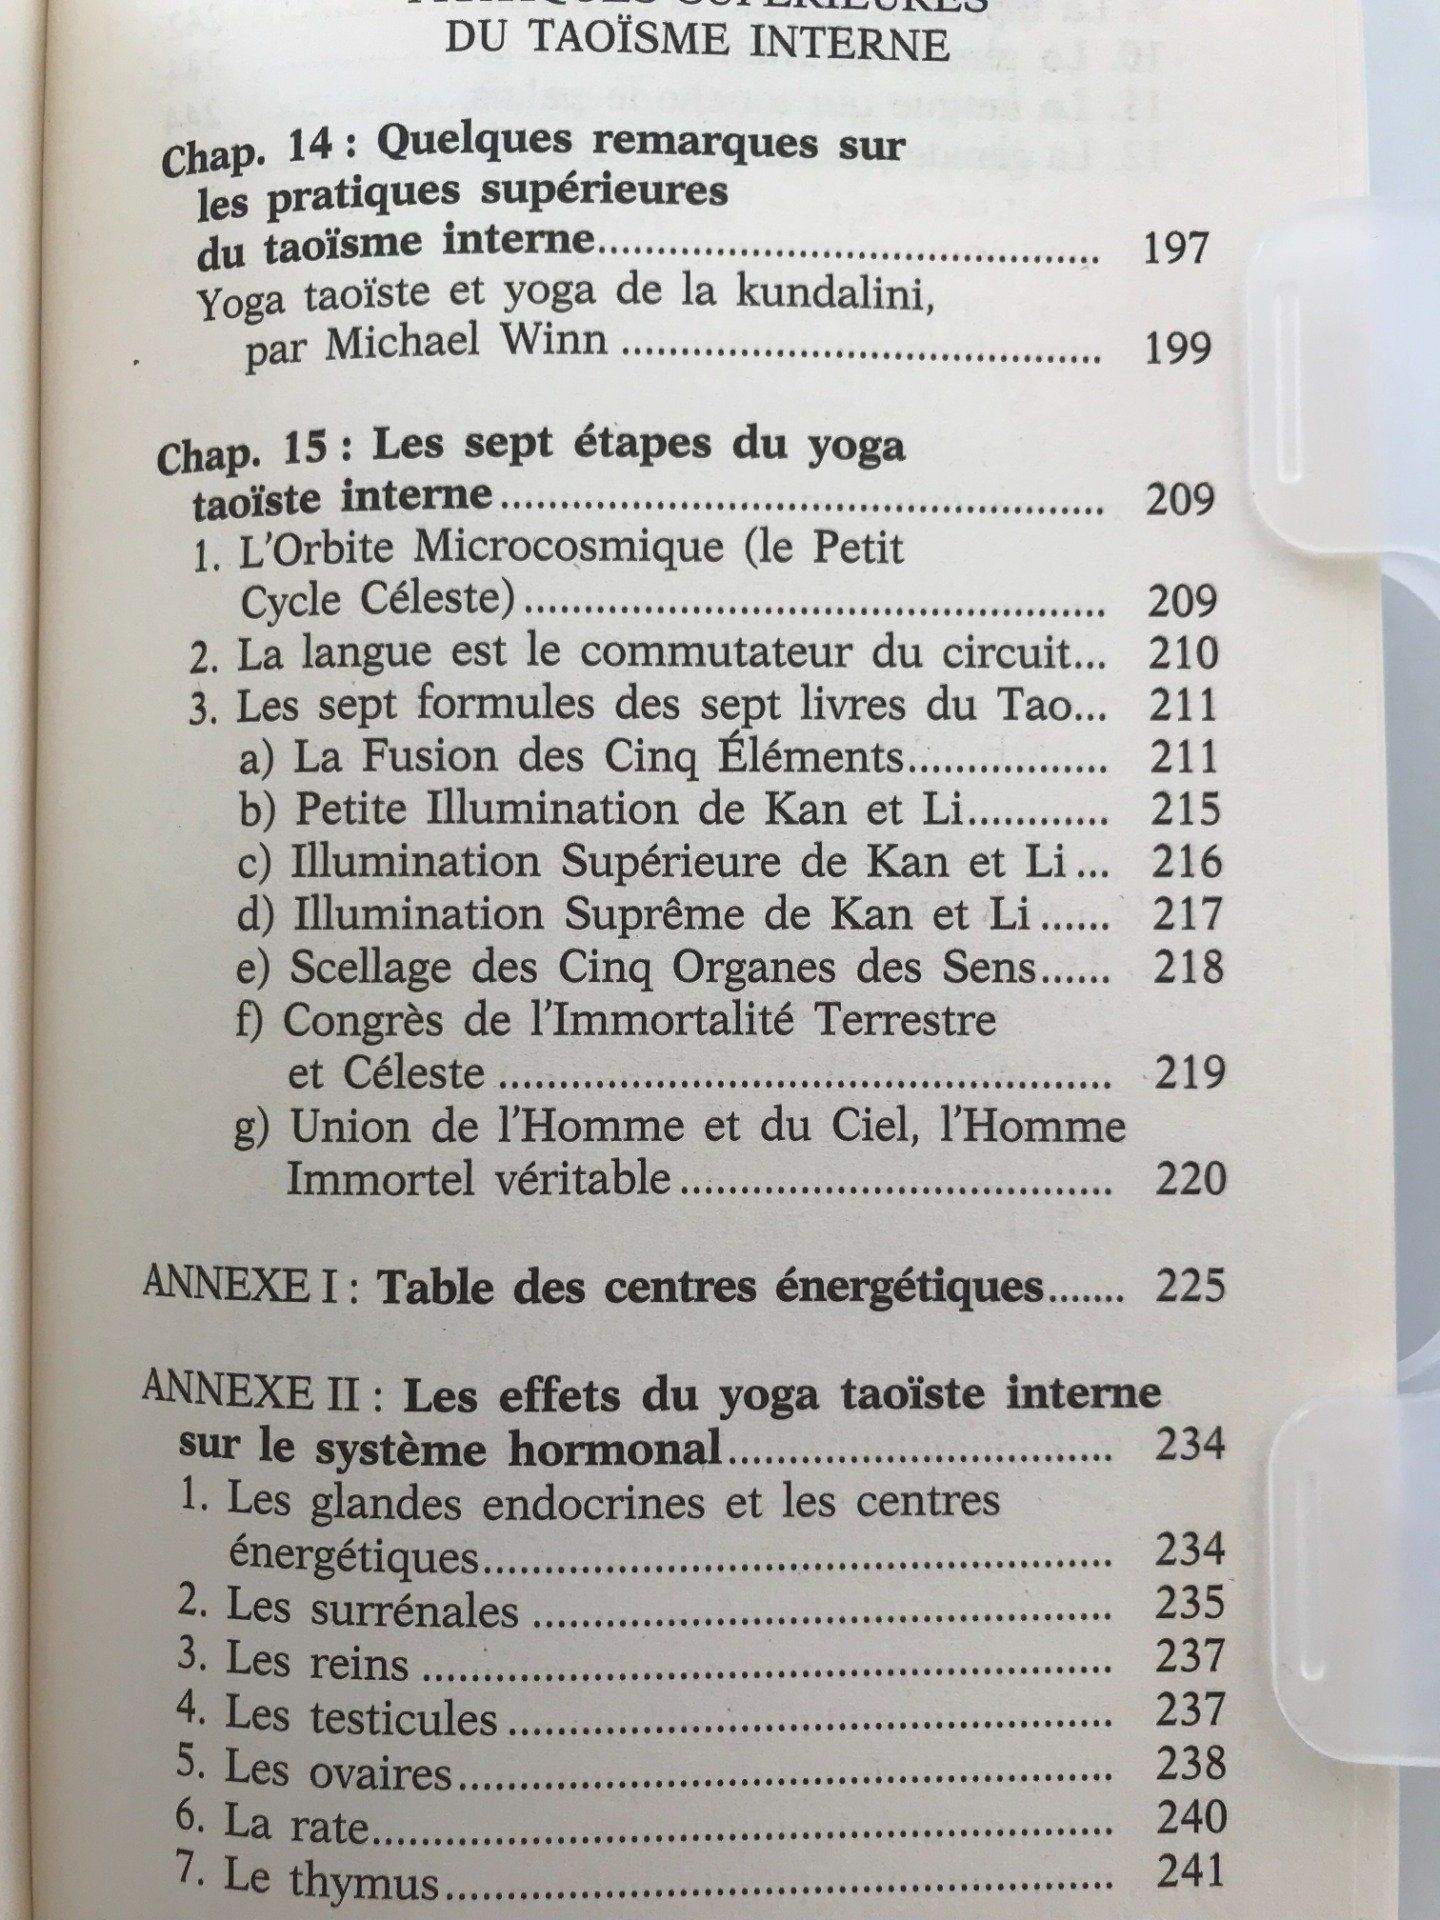 DU TAOÏSME INTERNE
Chap. 14 : Quelques remarques sur
les pratiques supérieures
du taoïsme interne.......................................... 197
Yoga taoïste et yoga de la kundalini,
par Michael Winn ......................................... 199
Chap. 15 : Les sept étapes du yoga
taoïste interne.................................................... 209
1. L'Orbite Microcosmique (le Petit
Cycle Céleste)................................................. 209
2. La langue est le commutateur du circuit... 210
3. Les sept formules des sept livres du Tao... 211
a) La Fusion des Cinq Éléments................. 211
b) Petite Illumination de Kan et Li............ 215
c) Illumination Supérieure de Kan et Li ... 216
d) Illumination Suprême de Kan et Li ...... 217
e) Scellage des Cinq Organes des Sens...... 218
f) Congrès de l'Immortalité Terrestre
et Céleste .................................................... 219
g) Union de l'Homme et du Ciel, l'Homme
Immortel véritable..................................... 220
ANNEXE I : Table des centres énergétiques....... 225
ANNEXE II : Les effets du yoga taoïste interne
sur le système hormonal................................. 234
1. Les glandes endocrines et les centres
énergétiques..................................................... 234
2. Les surrénales ................................................. 235
3. Les reins .......................................................... 237
4. Les testicules ................................................... 237
5. Les ovaires....................................................... 238
6. La rate.............................................................. 240
7. Le thymus........................................................ 241